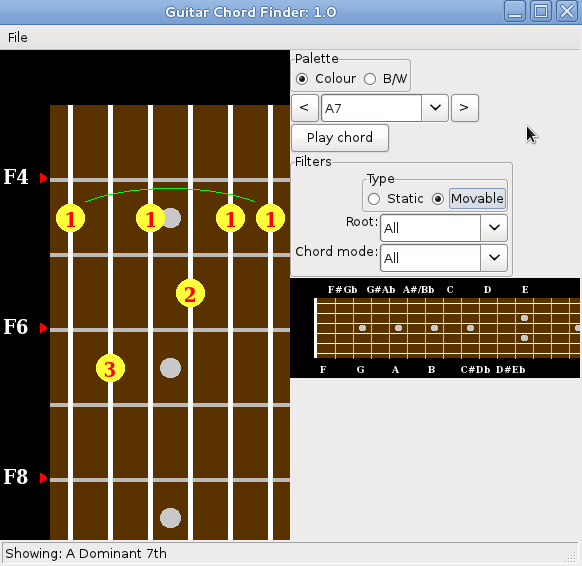 Guitar Chord Finder: 1.0
File
Palette
Colour B/W
< A7 >
Play chord
Filters
Type
Static Movable
Root: All
Chord mode: All
F4
1 1 1 1
2
F6
3
F8
F#Gb G#Ab A#/Bb C D E
F G A B C#Db D#Eb
Showing: A Dominant 7th